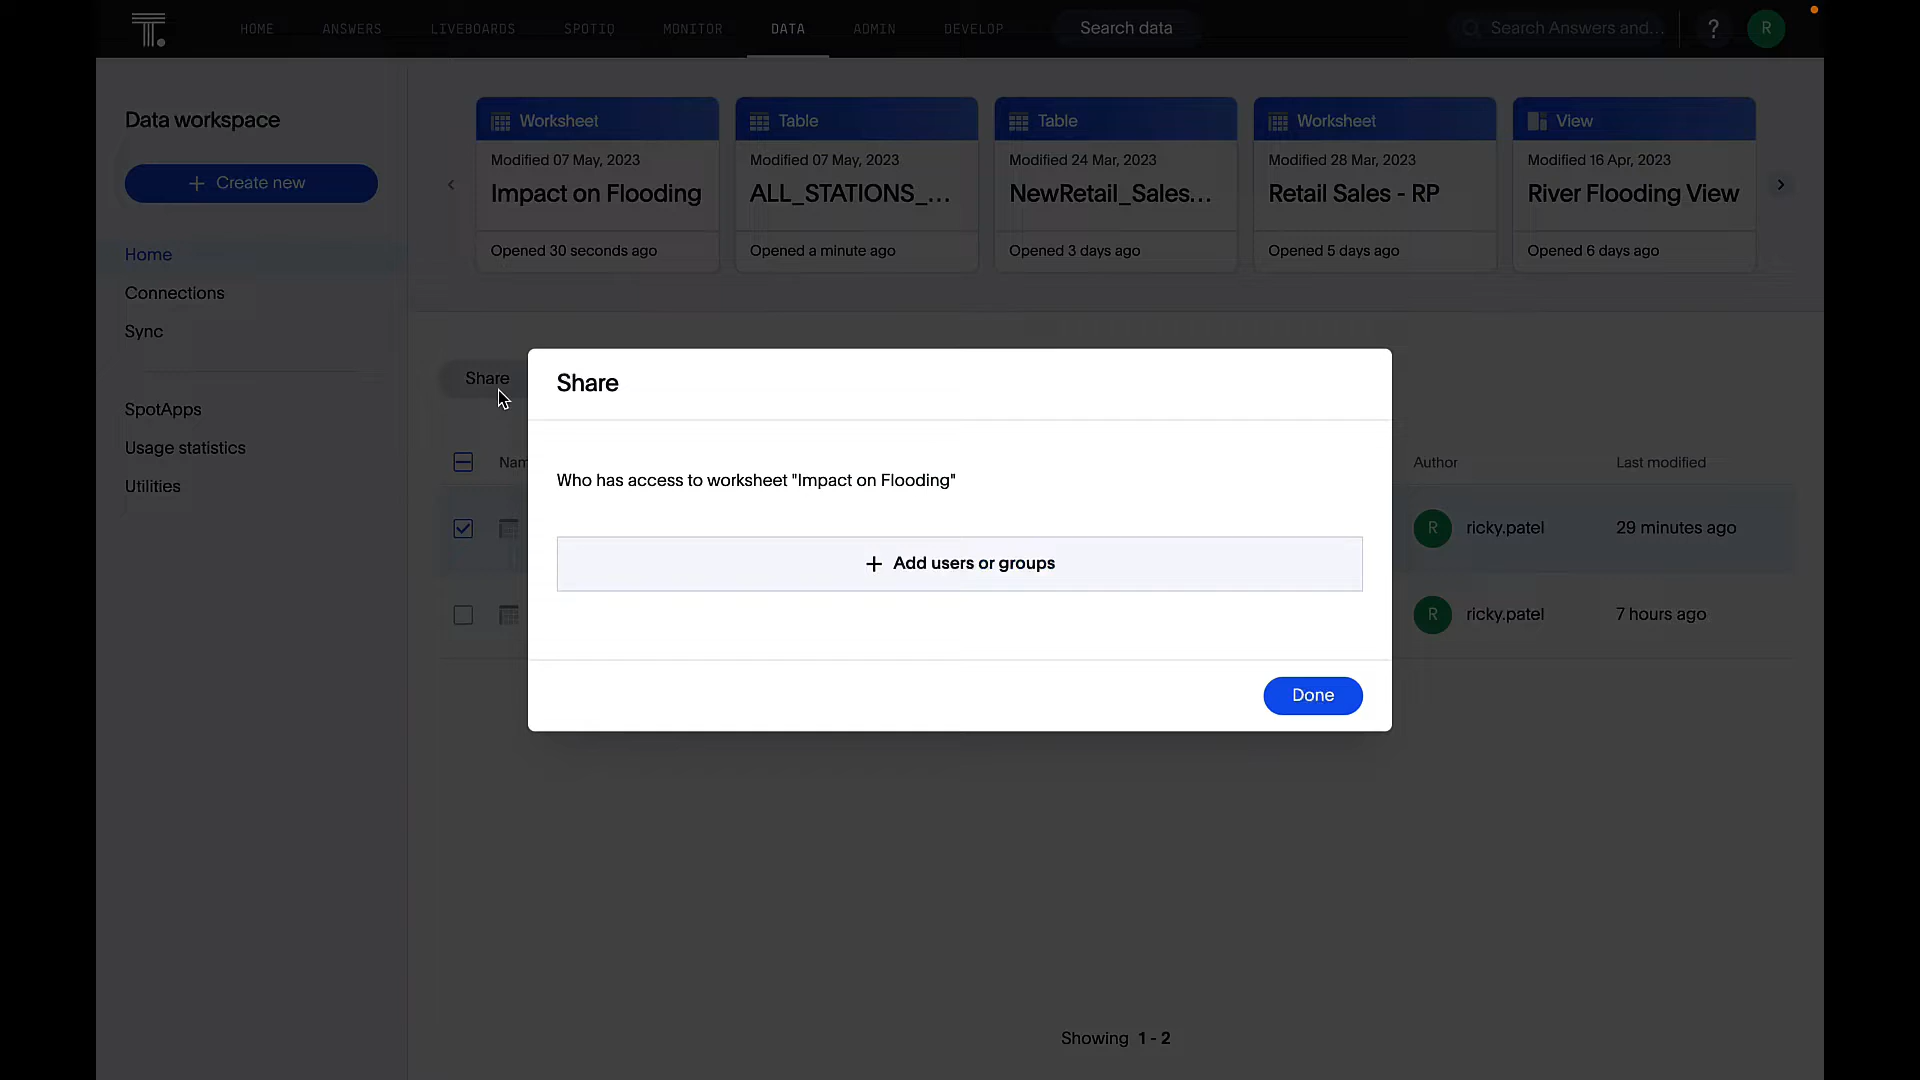 T.
HOME ANSWERS LIVEBOARDS SPOTIQ MONITOR DATA ADMIN DEVELOP Search data Search Answers and... ? R
Data workspace
+ Create new
Home
Connections
Sync
SpotApps
Usage statistics
Utilities
Worksheet
Modified 07 May, 2023
Impact on Flooding
Opened 30 seconds ago
Table
Modified 07 May, 2023
ALL_STATIONS_...
Opened a minute ago
Table
Modified 24 Mar, 2023
NewRetail_Sales...
Opened 3 days ago
Worksheet
Modified 28 Mar, 2023
Retail Sales - RP
Opened 5 days ago
View
Modified 16 Apr, 2023
River Flooding View
Opened 6 days ago
Share
Nam
Author Last modified
R ricky.patel 29 minutes ago
R ricky.patel 7 hours ago
Share
Who has access to worksheet "Impact on Flooding"
+ Add users or groups
Done
Showing 1 - 2